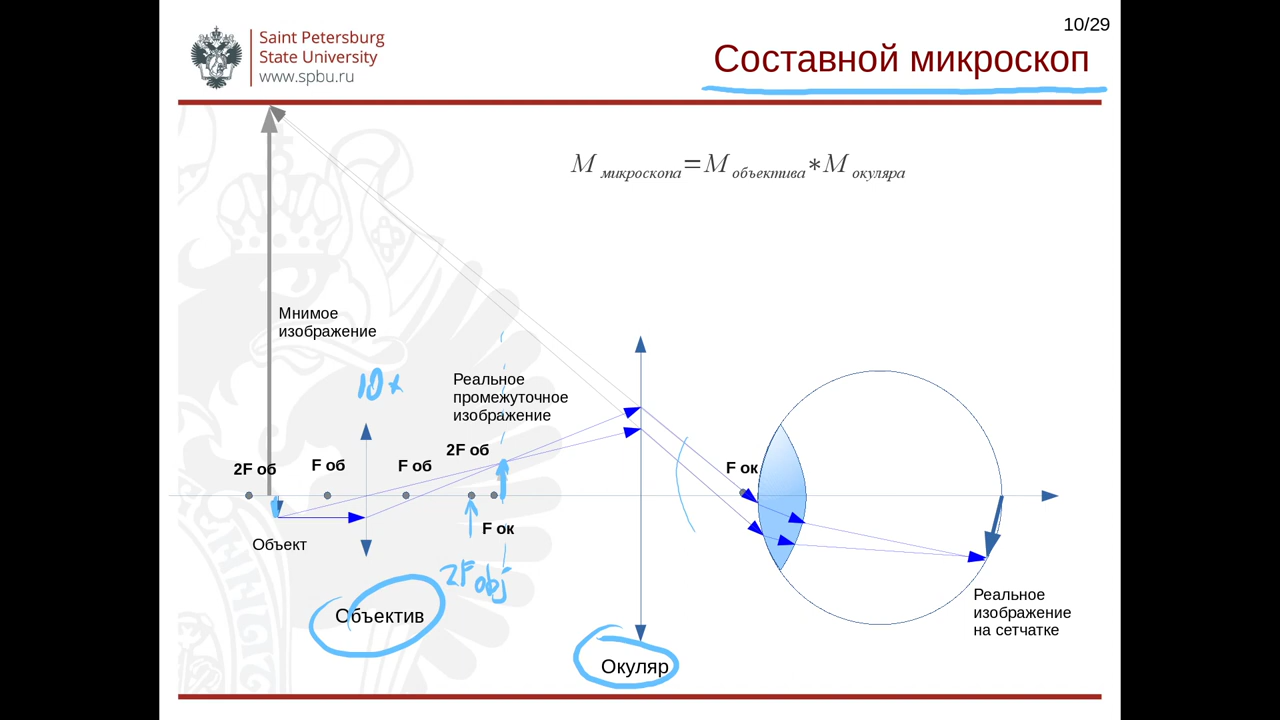 10/29
Saint Petersburg
State University
www.spbu.ru
Составной микроскоп
M микроскопа=M объектива*M окуляра
Мнимое
изображение
10x
Реальное
промежуточное
изображение
2F об
F об
F об
2F об
F ок
F ок
Объект
2F obj
Объектив
Окуляр
Реальное
изображение
на сетчатке